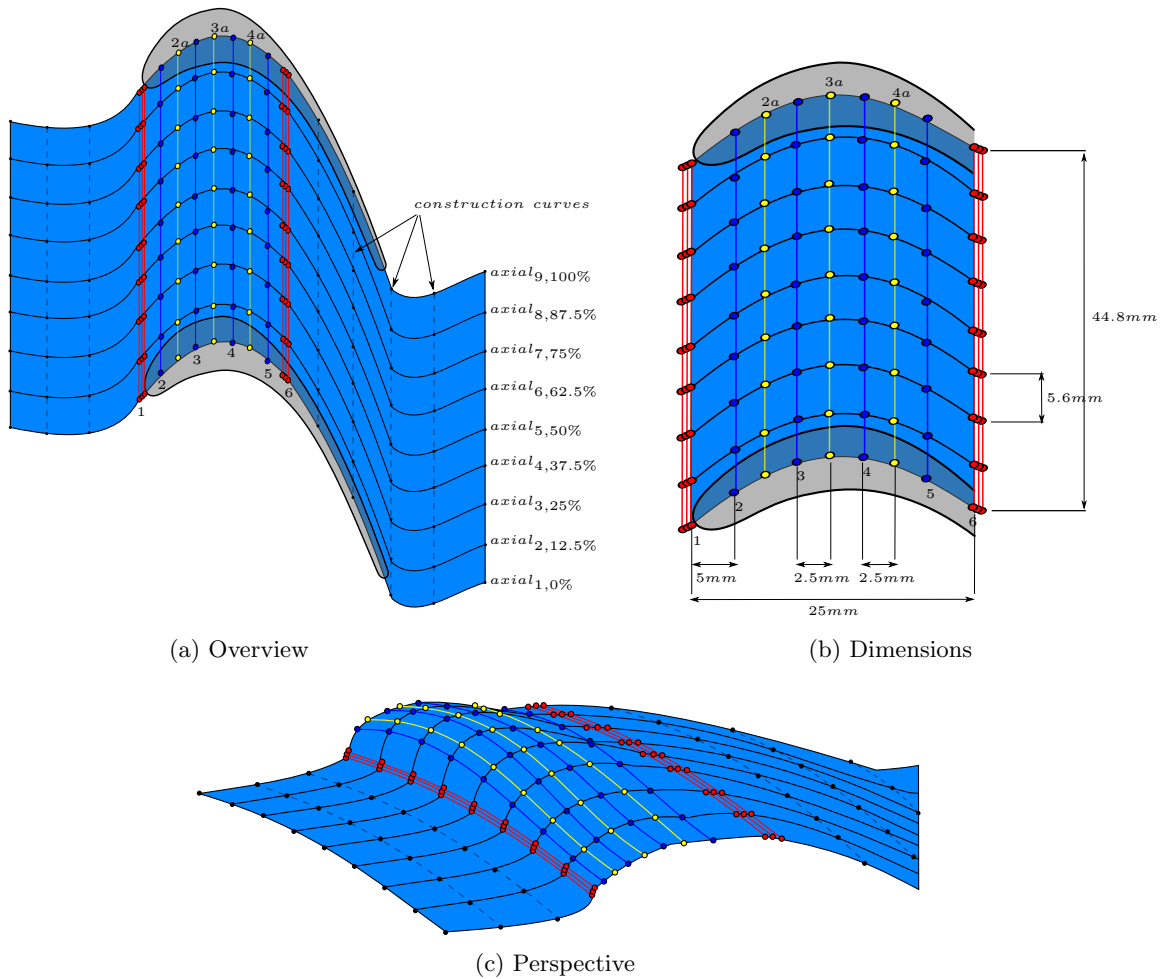 3a
2a
4a
construction curves
axial9,100%
axial8,87.5%
axial7,75%
axial6,62.5%
axial5,50%
axial4,37.5%
axial3,25%
axial2,12.5%
axial1,0%
1
2
3
4
5
6
(a) Overview
3a
2a
4a
44.8mm
5.6mm
1
2
3
4
5
6
5mm
2.5mm
2.5mm
25mm
(b) Dimensions
(c) Perspective